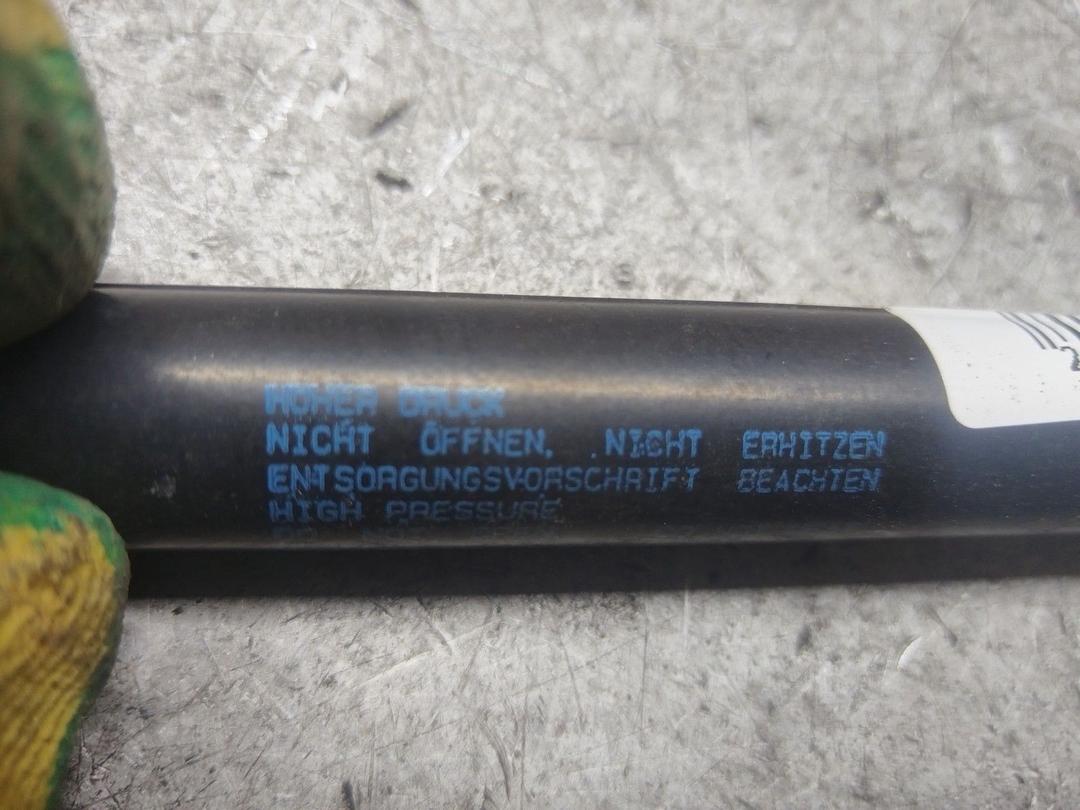 HOHER DRUCK
NICHT ÖFFNEN, NICHT ERHITZEN
ENTSORGUNGSVORSCHRIFT BEACHTEN
HIGH PRESSURE